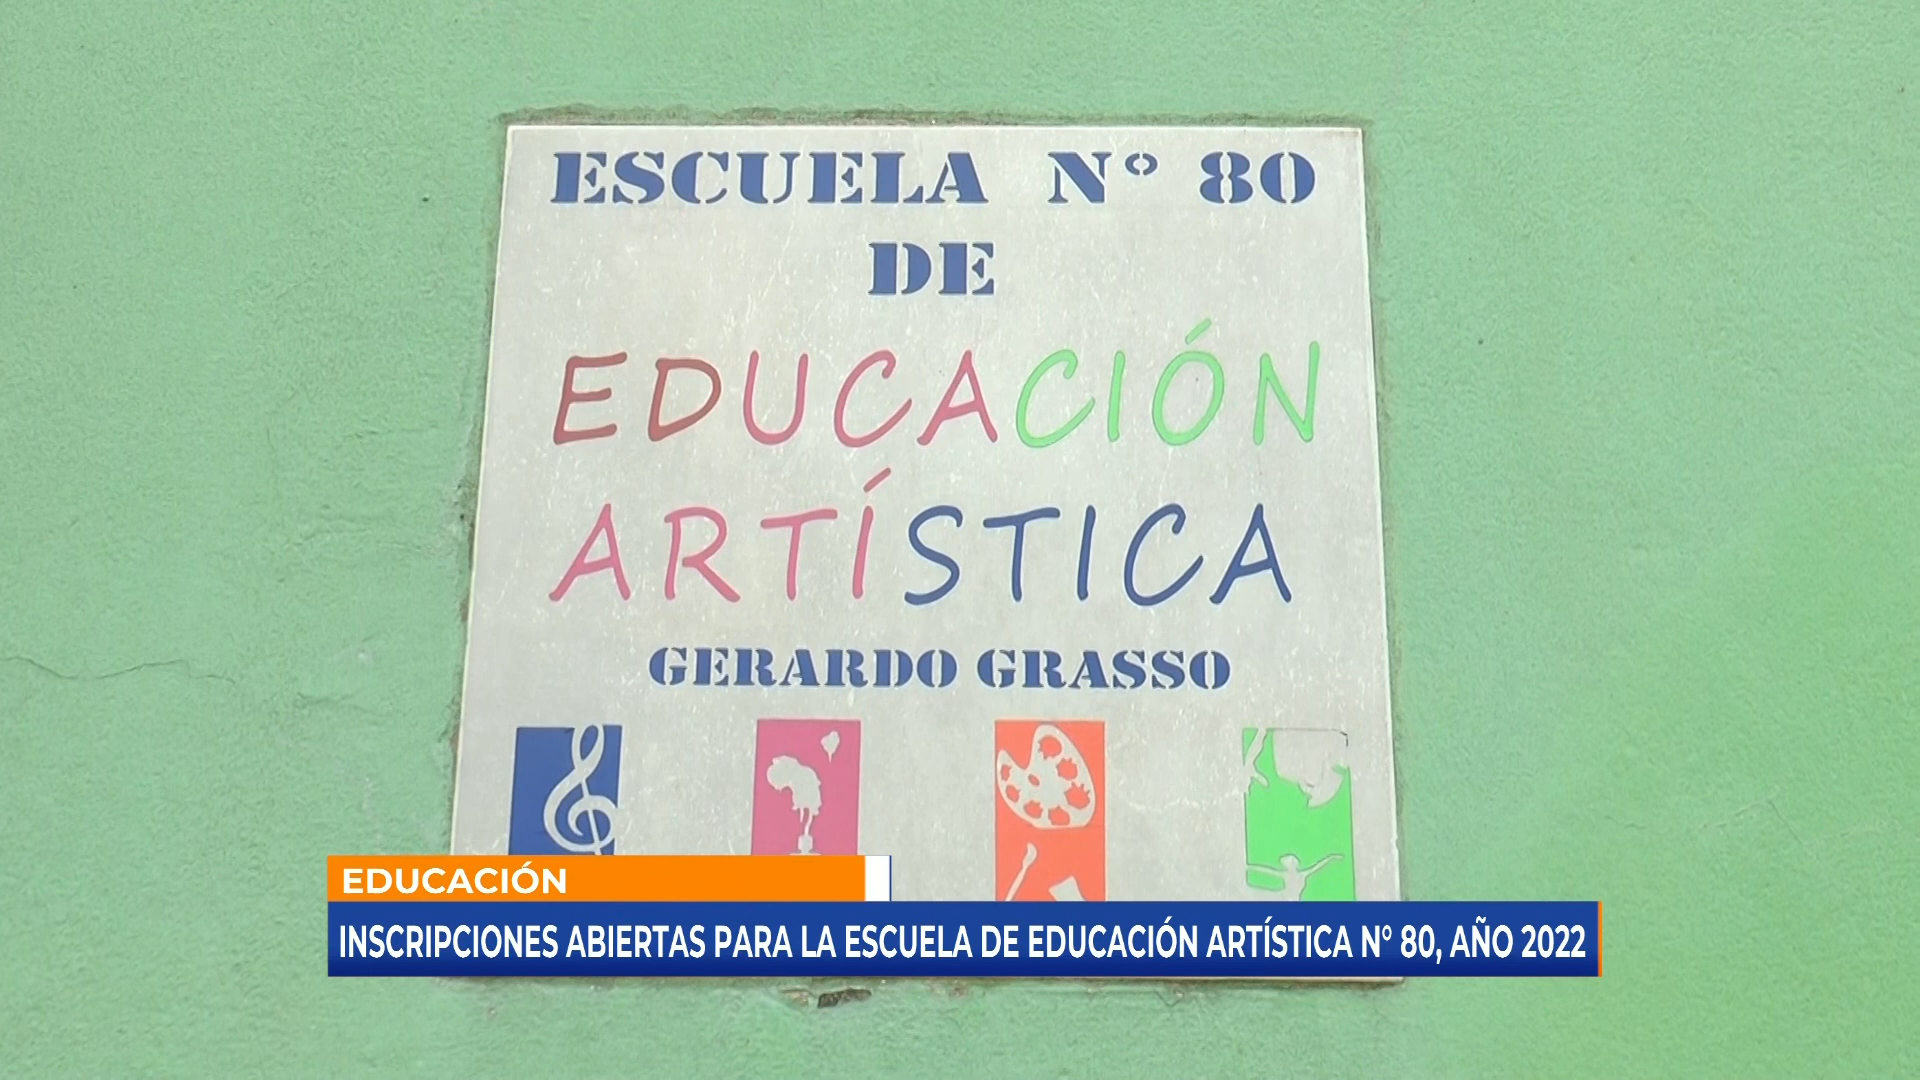 ESCUELA N° 80
DE
EDUCACIÓN
ARTÍSTICA
GERARDO GRASSO
EDUCACIÓN
INSCRIPCIONES ABIERTAS PARA LA ESCUELA DE EDUCACIÓN ARTÍSTICA N° 80, AÑO 2022